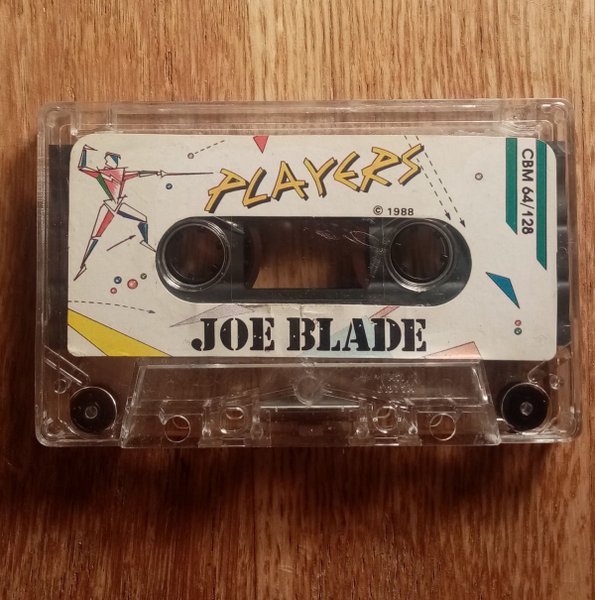 PLAYERS
© 1988
CBM 64/128
JOE BLADE